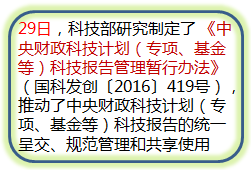 29日，科技部研究制定了《中
央财政科技计划（专项、基金
等）科技报告管理暂行办法》
（国科发创〔2016〕419号），
推动了中央财政科技计划（专
项、基金等）科技报告的统一
呈交、规范管理和共享使用